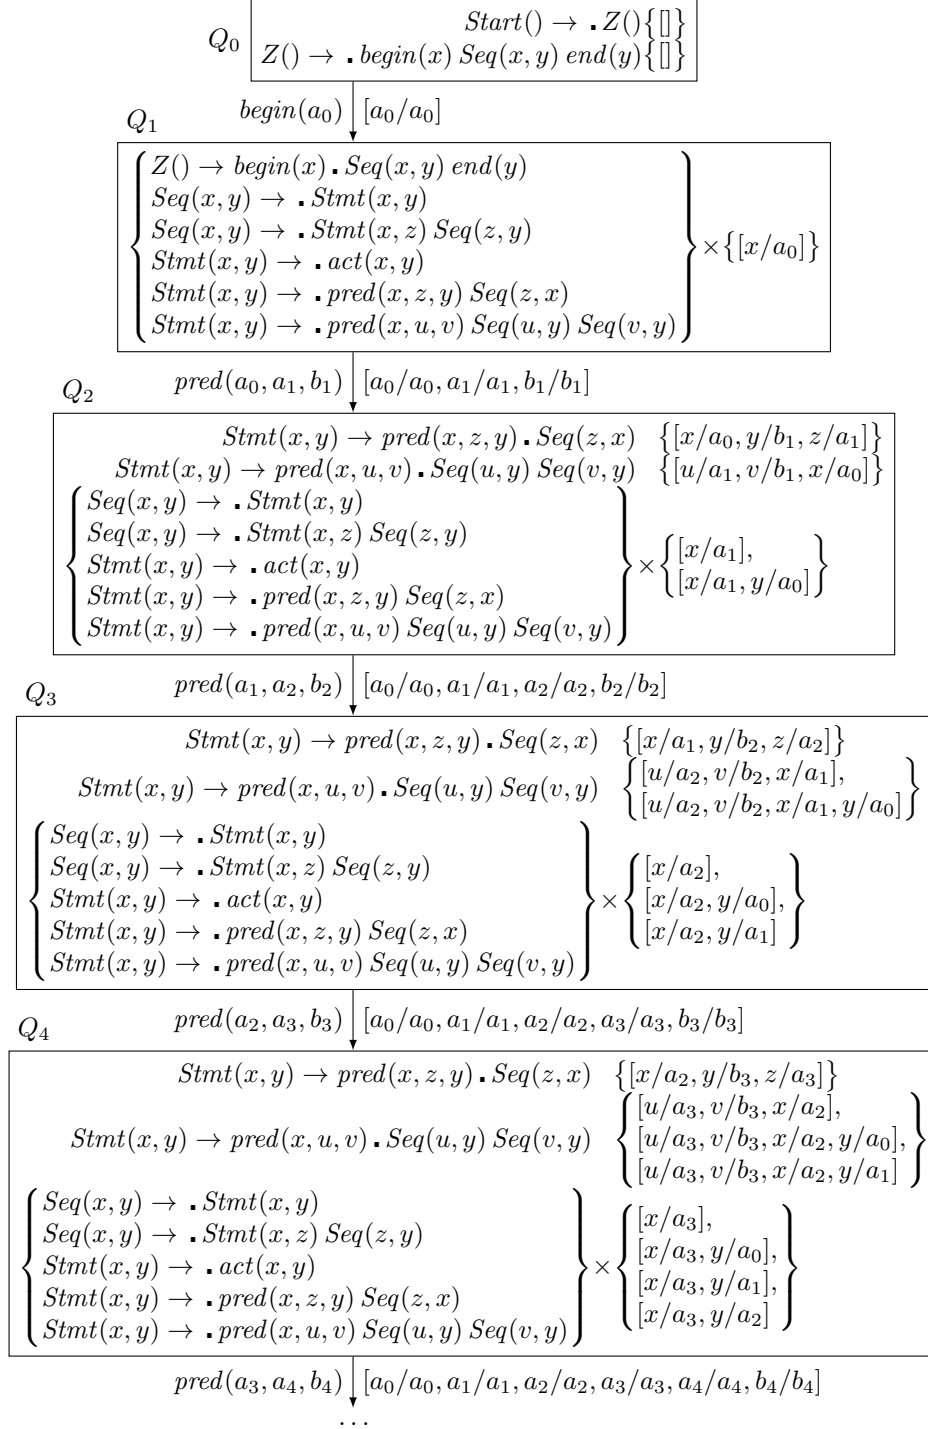 Q₀
Start() → ▪Z(){[]}
Z() → ▪begin(x) Seq(x, y) end(y){[]}
begin(a₀) [a₀/a₀]
Q₁
Z() → begin(x)▪Seq(x, y) end(y)
Seq(x, y) → ▪Stmt(x, y)
Seq(x, y) → ▪Stmt(x, z) Seq(z, y)
Stmt(x, y) → ▪act(x, y)
Stmt(x, y) → ▪pred(x, z, y) Seq(z, x)
Stmt(x, y) → ▪pred(x, u, v) Seq(u, y) Seq(v, y)
×{[x/a₀]}
pred(a₀, a₁, b₁) [a₀/a₀, a₁/a₁, b₁/b₁]
Q₂
Stmt(x, y) → pred(x, z, y)▪Seq(z, x) {[x/a₀, y/b₁, z/a₁]}
Stmt(x, y) → pred(x, u, v)▪Seq(u, y) Seq(v, y) {[u/a₁, v/b₁, x/a₀]}
Seq(x, y) → ▪Stmt(x, y)
Seq(x, y) → ▪Stmt(x, z) Seq(z, y)
Stmt(x, y) → ▪act(x, y)
Stmt(x, y) → ▪pred(x, z, y) Seq(z, x)
Stmt(x, y) → ▪pred(x, u, v) Seq(u, y) Seq(v, y)
×{[x/a₁],
[x/a₁, y/a₀]}
pred(a₁, a₂, b₂) [a₀/a₀, a₁/a₁, a₂/a₂, b₂/b₂]
Q₃
Stmt(x, y) → pred(x, z, y)▪Seq(z, x) {[x/a₁, y/b₂, z/a₂]}
Stmt(x, y) → pred(x, u, v)▪Seq(u, y) Seq(v, y)
{[u/a₂, v/b₂, x/a₁],
[u/a₂, v/b₂, x/a₁, y/a₀]}
Seq(x, y) → ▪Stmt(x, y)
Seq(x, y) → ▪Stmt(x, z) Seq(z, y)
Stmt(x, y) → ▪act(x, y)
Stmt(x, y) → ▪pred(x, z, y) Seq(z, x)
Stmt(x, y) → ▪pred(x, u, v) Seq(u, y) Seq(v, y)
×{[x/a₂],
[x/a₂, y/a₀],
[x/a₂, y/a₁]}
pred(a₂, a₃, b₃) [a₀/a₀, a₁/a₁, a₂/a₂, a₃/a₃, b₃/b₃]
Q₄
Stmt(x, y) → pred(x, z, y)▪Seq(z, x) {[x/a₂, y/b₃, z/a₃]}
Stmt(x, y) → pred(x, u, v)▪Seq(u, y) Seq(v, y)
{[u/a₃, v/b₃, x/a₂],
[u/a₃, v/b₃, x/a₂, y/a₀],
[u/a₃, v/b₃, x/a₂, y/a₁]}
Seq(x, y) → ▪Stmt(x, y)
Seq(x, y) → ▪Stmt(x, z) Seq(z, y)
Stmt(x, y) → ▪act(x, y)
Stmt(x, y) → ▪pred(x, z, y) Seq(z, x)
Stmt(x, y) → ▪pred(x, u, v) Seq(u, y) Seq(v, y)
×{[x/a₃],
[x/a₃, y/a₀],
[x/a₃, y/a₁],
[x/a₃, y/a₂]}
pred(a₃, a₄, b₄) [a₀/a₀, a₁/a₁, a₂/a₂, a₃/a₃, a₄/a₄, b₄/b₄]
...